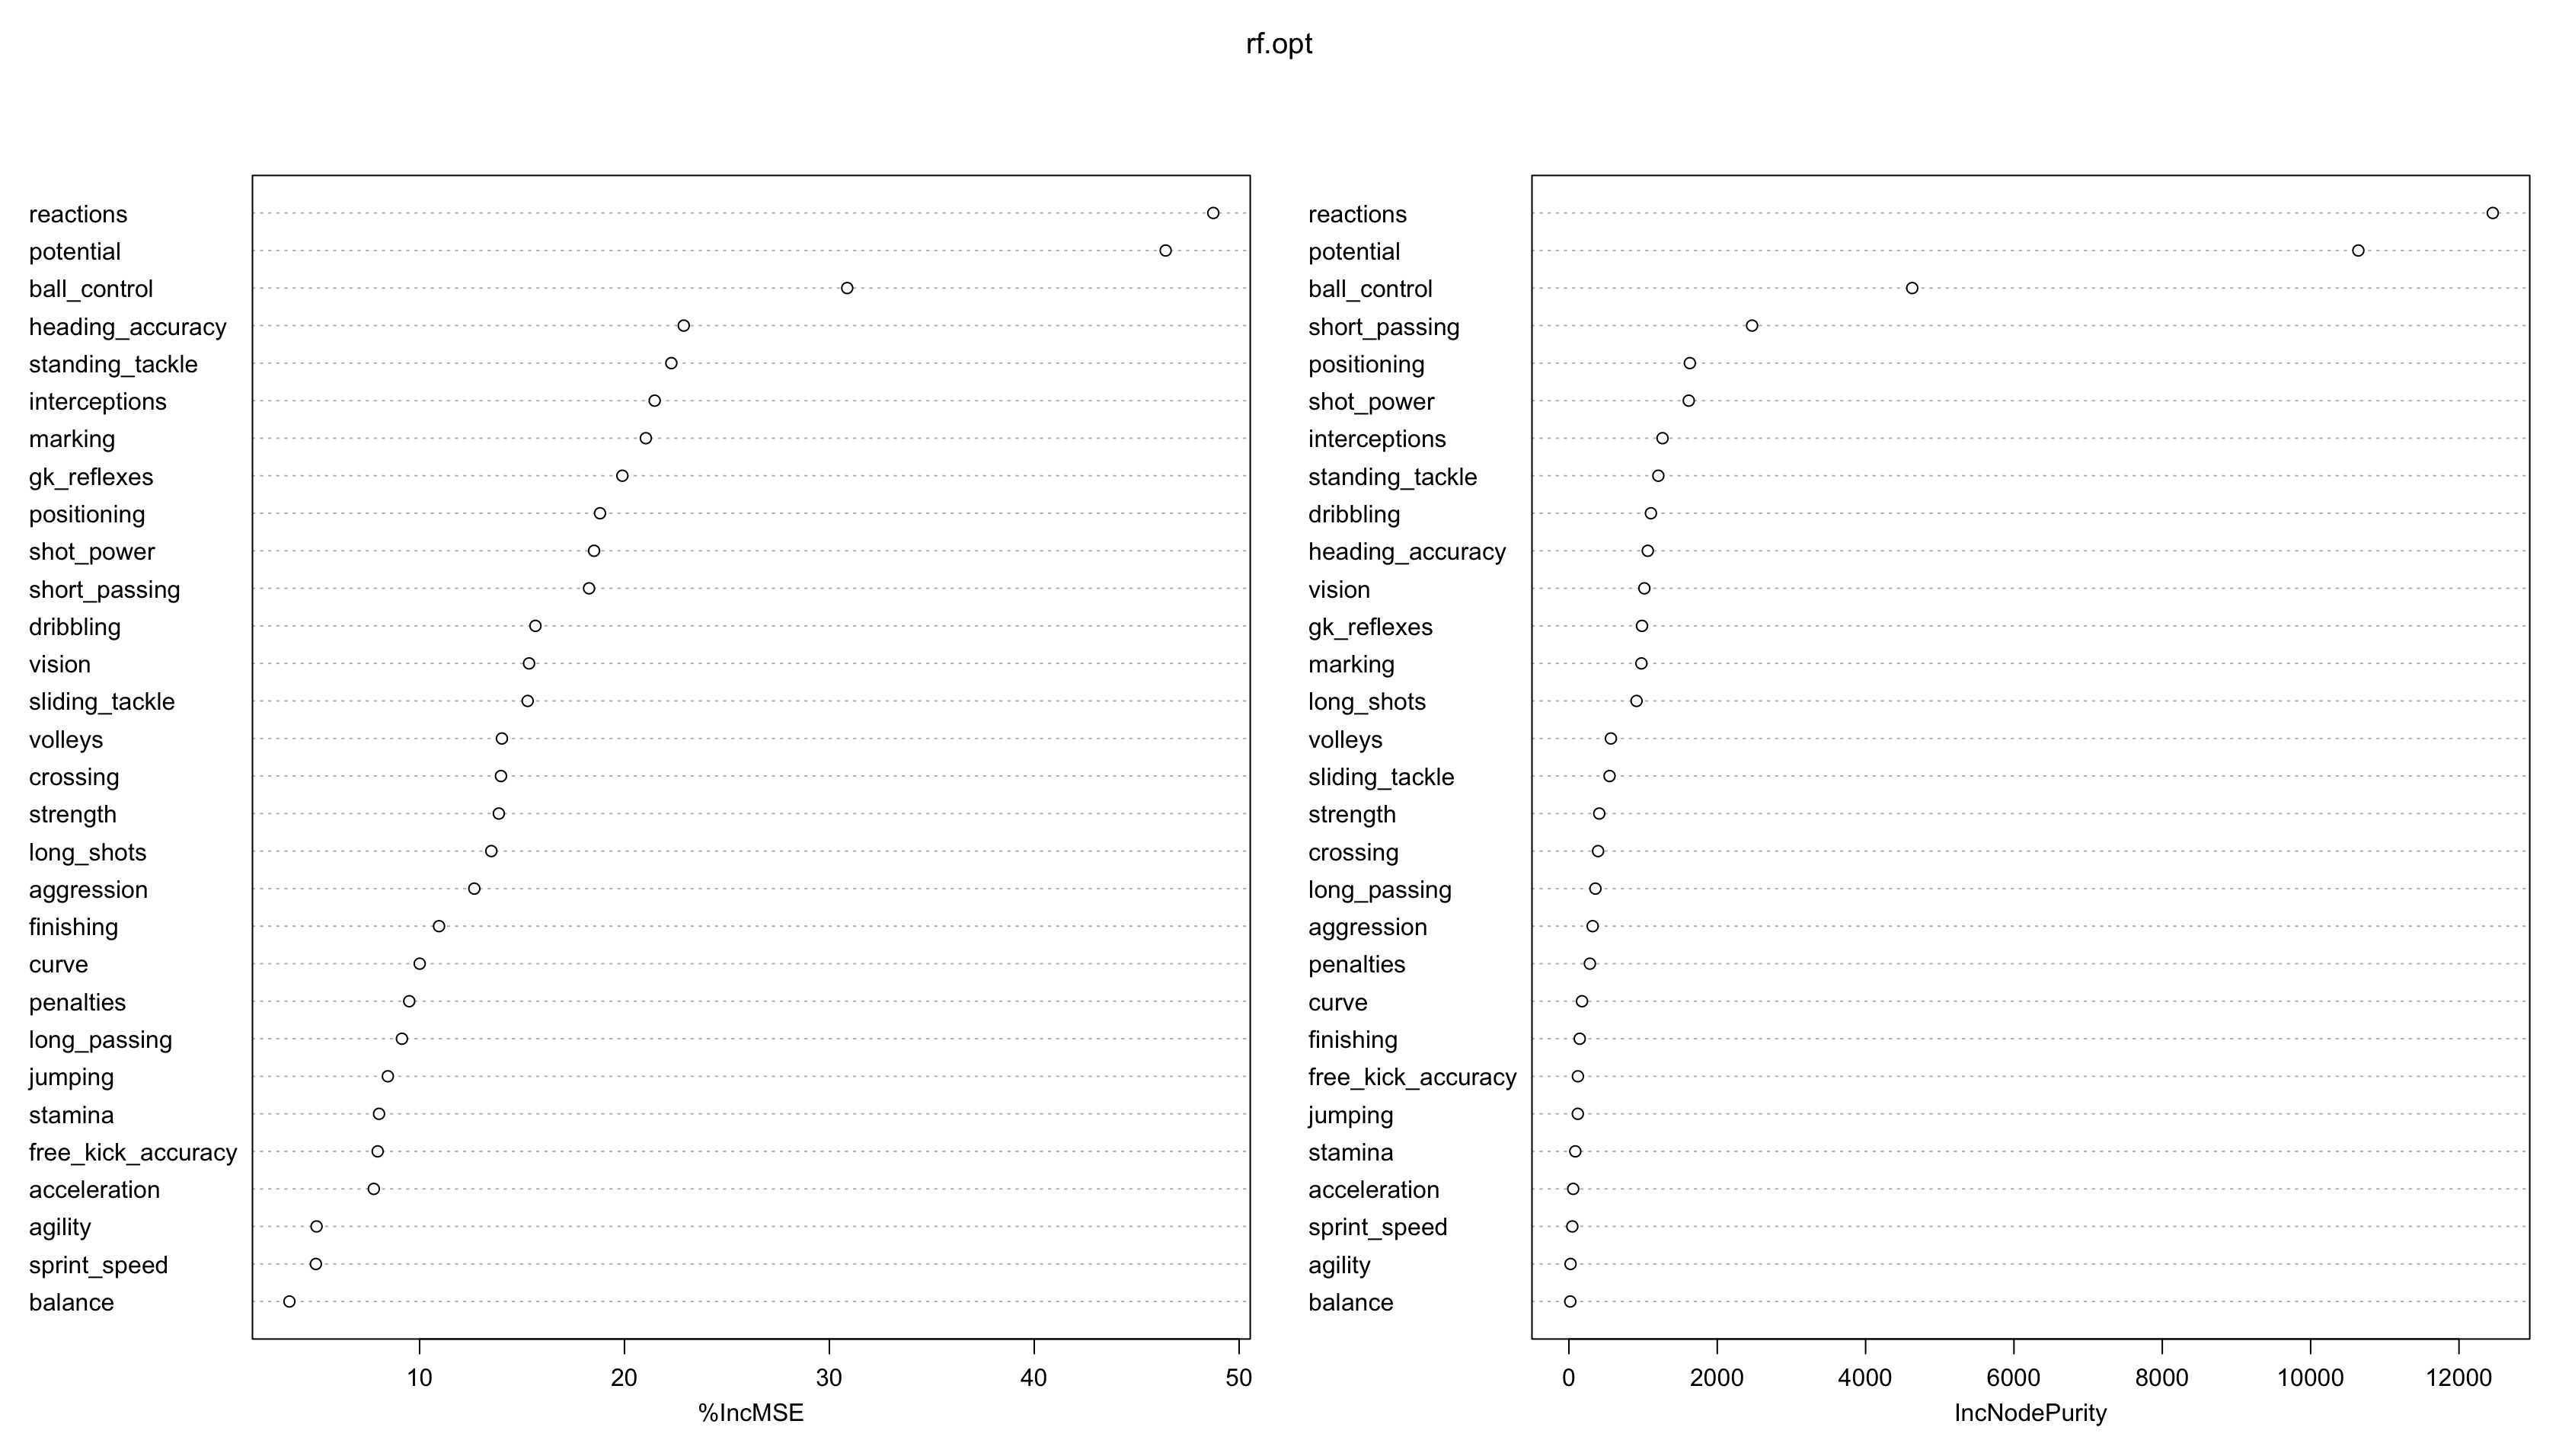 rf.opt
reactions
potential
ball_control
heading_accuracy
standing_tackle
interceptions
marking
gk_reflexes
positioning
shot_power
short_passing
dribbling
vision
sliding_tackle
volleys
crossing
strength
long_shots
aggression
finishing
curve
penalties
long_passing
jumping
stamina
free_kick_accuracy
acceleration
agility
sprint_speed
balance
10 20 30 40 50
%IncMSE
reactions
potential
ball_control
short_passing
positioning
shot_power
interceptions
standing_tackle
dribbling
heading_accuracy
vision
gk_reflexes
marking
long_shots
volleys
sliding_tackle
strength
crossing
long_passing
aggression
penalties
curve
finishing
free_kick_accuracy
jumping
stamina
acceleration
sprint_speed
agility
balance
0 2000 4000 6000 8000 10000 12000
IncNodePurity